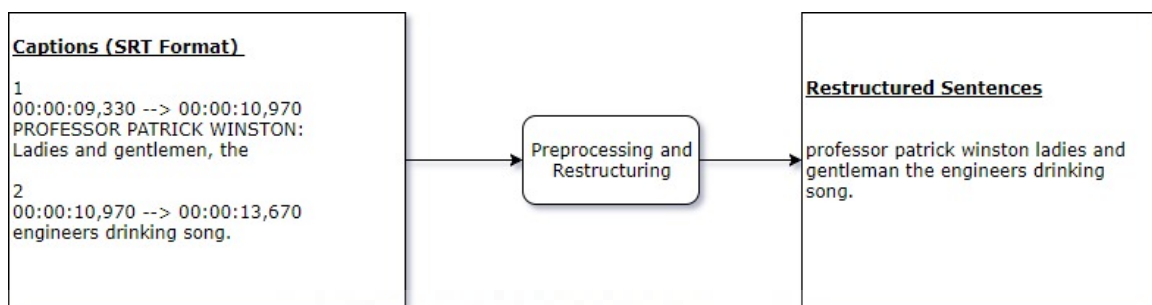 Captions (SRT Format)
1
00:00:09,330 --> 00:00:10,970
PROFESSOR PATRICK WINSTON:
Ladies and gentlemen, the
2
00:00:10,970 --> 00:00:13,670
engineers drinking song.
Preprocessing and
Restructuring
Restructured Sentences
professor patrick winston ladies and
gentleman the engineers drinking
song.